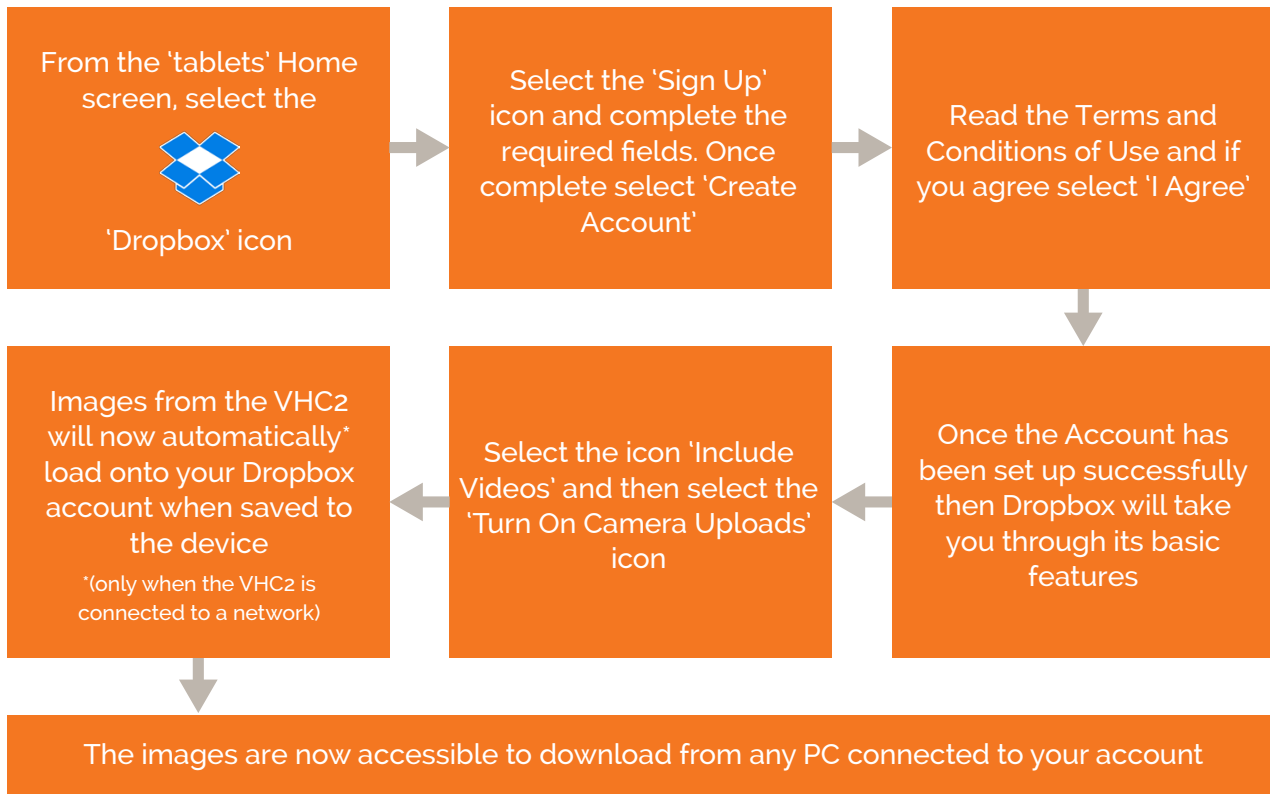 From the ‘tablets’ Home
screen, select the
‘Dropbox’ icon
Select the ‘Sign Up’
icon and complete the
required fields. Once
complete select ‘Create
Account’
Read the Terms and
Conditions of Use and if
you agree select ‘I Agree’
Once the Account has
been set up successfully
then Dropbox will take
you through its basic
features
Select the icon ‘Include
Videos’ and then select the
‘Turn On Camera Uploads’
icon
Images from the VHC2
will now automatically*
load onto your Dropbox
account when saved to
the device
*(only when the VHC2 is
connected to a network)
The images are now accessible to download from any PC connected to your account